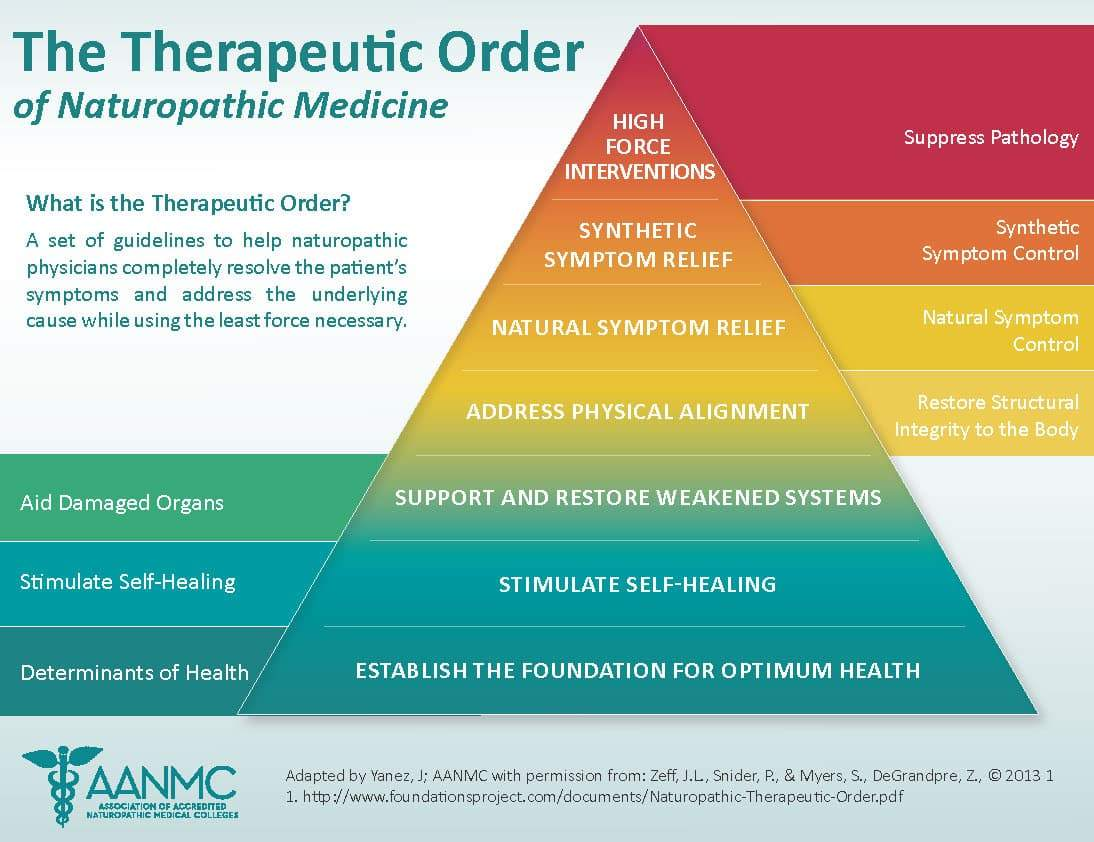 The Therapeutic Order
of Naturopathic Medicine
What is the Therapeutic Order?
A set of guidelines to help naturopathic
physicians completely resolve the patient's
symptoms and address the underlying
cause while using the least force necessary.
HIGH
FORCE
INTERVENTIONS
Suppress Pathology
SYNTHETIC
SYMPTOM RELIEF
Synthetic
Symptom Control
NATURAL SYMPTOM RELIEF
Natural Symptom
Control
ADDRESS PHYSICAL ALIGNMENT
Restore Structural
Integrity to the Body
Aid Damaged Organs
SUPPORT AND RESTORE WEAKENED SYSTEMS
Stimulate Self-Healing
STIMULATE SELF-HEALING
Determinants of Health
ESTABLISH THE FOUNDATION FOR OPTIMUM HEALTH
AANMC
ASSOCIATION OF ACCREDITED
NATUROPATHIC MEDICAL COLLEGES
Adapted by Yanez, J; AANMC with permission from: Zeff, J.L., Snider, P., & Myers, S., DeGrandpre, Z., © 2013 1
1. http://www.foundationsproject.com/documents/Naturopathic-Therapeutic-Order.pdf